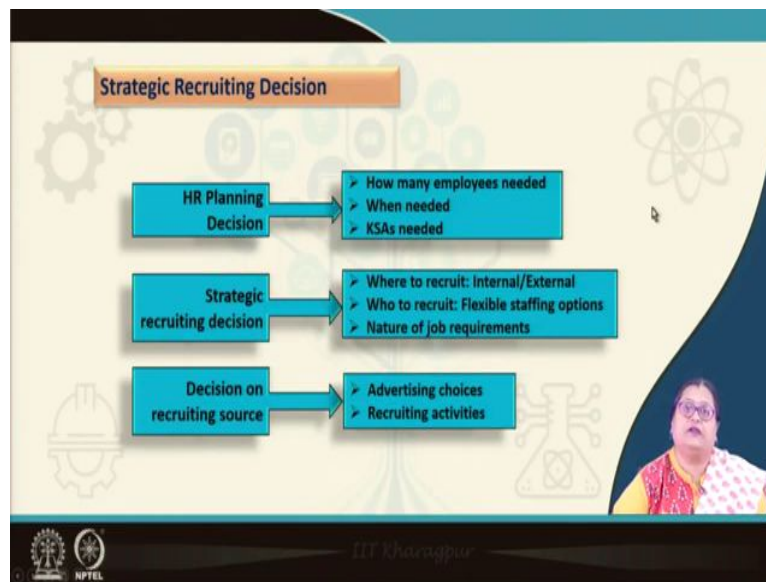 Strategic Recruiting Decision
HR Planning
Decision
➢ How many employees needed
➢ When needed
➢ KSAs needed
Strategic
recruiting decision
➢ Where to recruit: Internal/External
➢ Who to recruit: Flexible staffing options
➢ Nature of job requirements
Decision on
recruiting source
➢ Advertising choices
➢ Recruiting activities
IIT Kharagpur
NPTEL